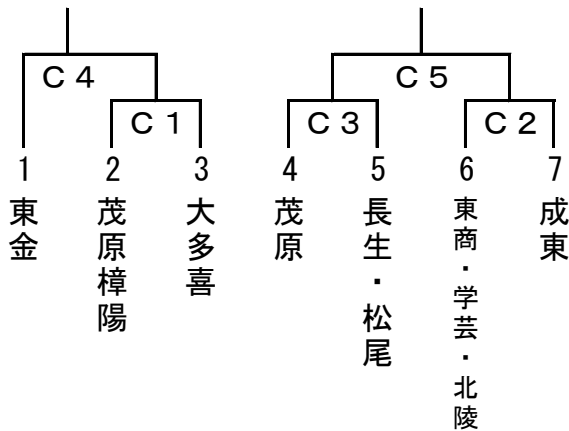 Ｃ４
Ｃ５
Ｃ１
Ｃ３
Ｃ２
1
2
3
4
5
6
7
東金
茂原樟陽
大多喜
茂原
長生・松尾
東商・学芸・北陵
成東